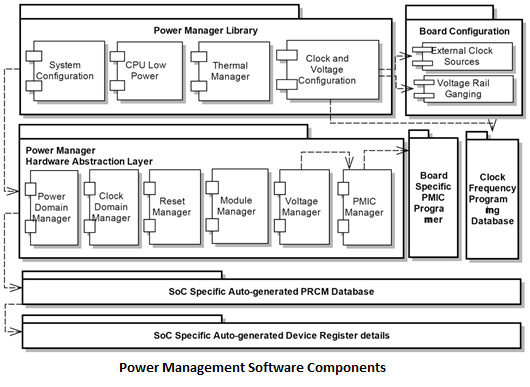 Power Manager Library
System
Configuration
CPU Low
Power
Thermal
Manager
Clock and
Voltage
Configuration
Board Configuration
External Clock
Sources
Voltage Rail
Ganging
Power Manager
Hardware Abstraction Layer
Power
Domain
Manager
Clock
Domain
Manager
Reset
Manager
Module
Manager
Voltage
Manager
PMIC
Manager
Board
Specific
PMIC
Progra
mer
Clock
Frequency
Programing
Database
SoC Specific Auto-generated PRCM Database
SoC Specific Auto-generated Device Register details
Power Management Software Components